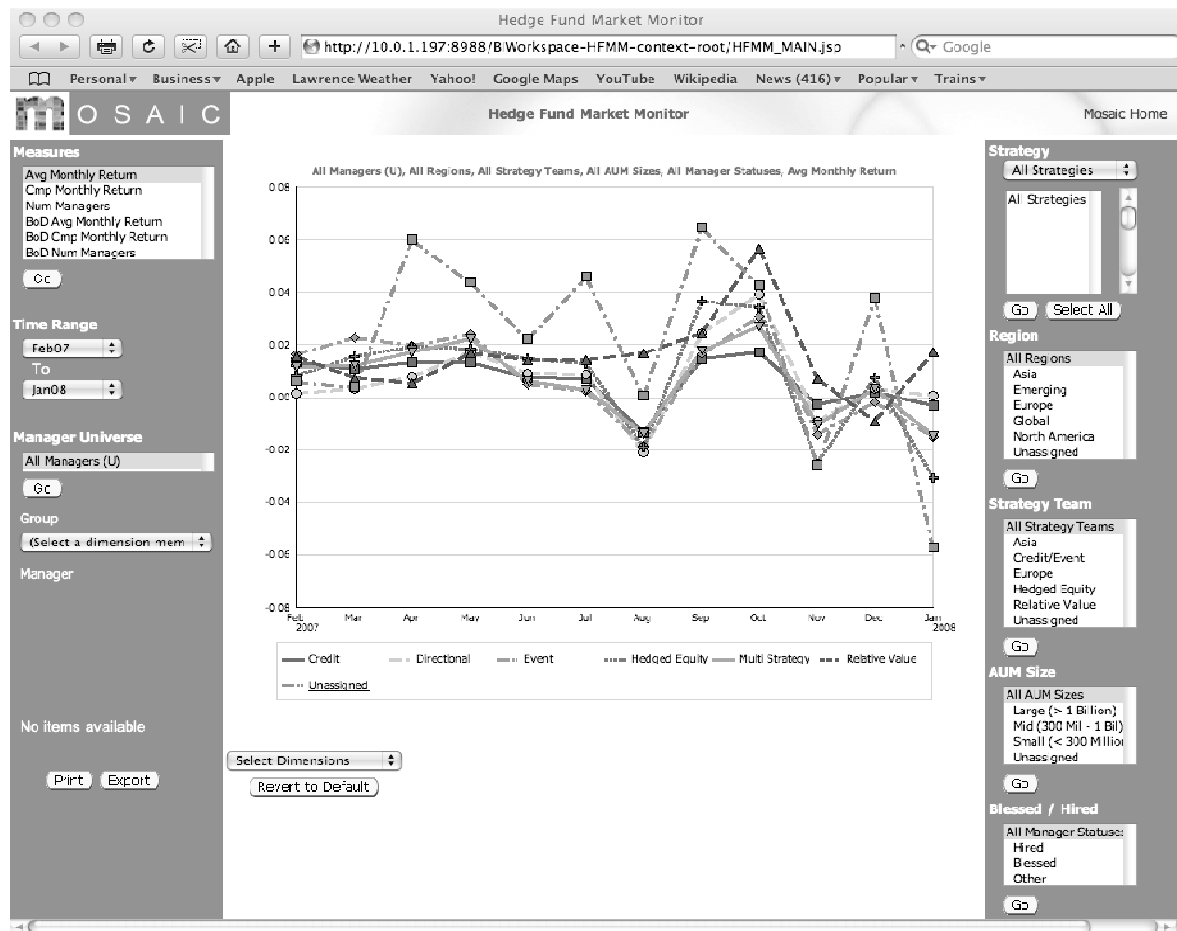 Hedge Fund Market Monitor
http://10.0.1.197:8988/BIWorkspace-HFMM-context-root/HFMM_MAIN.jsp
Google
Personal Business Apple Lawrence Weather Yahoo! Google Maps YouTube Wikipedia News (416) Popular Trains
mOSAIC
Hedge Fund Market Monitor
Mosaic Home
Measures
Avg Monthly Return
Cmp Monthly Return
Num Managers
BoD Avg Monthly Return
BoD Cmp Monthly Return
BoD Num Managers
Go
Time Range
Feb07
To
Jan08
Manager Universe
All Managers (U)
Go
Group
(Select a dimension mem
Manager
No items available
Print Export
All Managers (U), All Regions, All Strategy Teams, All AUM Sizes, All Manager Statuses, Avg Monthly Return
0.08
0.06
0.04
0.02
0.00
-0.02
-0.04
-0.06
-0.08
Feb Mar Apr May Jun Jul Aug Sep Oct Nov Dec Jan
2007 2008
Credit Directional Event Hedged Equity Multi Strategy Relative Value
Unassigned
Select Dimensions
Revert to Default
Strategy
All Strategies
All Strategies
Go Select All
Region
All Regions
Asia
Emerging
Europe
Global
North America
Unassigned
Go
Strategy Team
All Strategy Teams
Asia
Credit/Event
Europe
Hedged Equity
Relative Value
Unassigned
Go
AUM Size
All AUM Sizes
Large (> 1 Billion)
Mid (300 Mil - 1 Bil)
Small (< 300 Millio
Unassigned
Go
Blessed / Hired
All Manager Statuse
Hired
Blessed
Other
Go